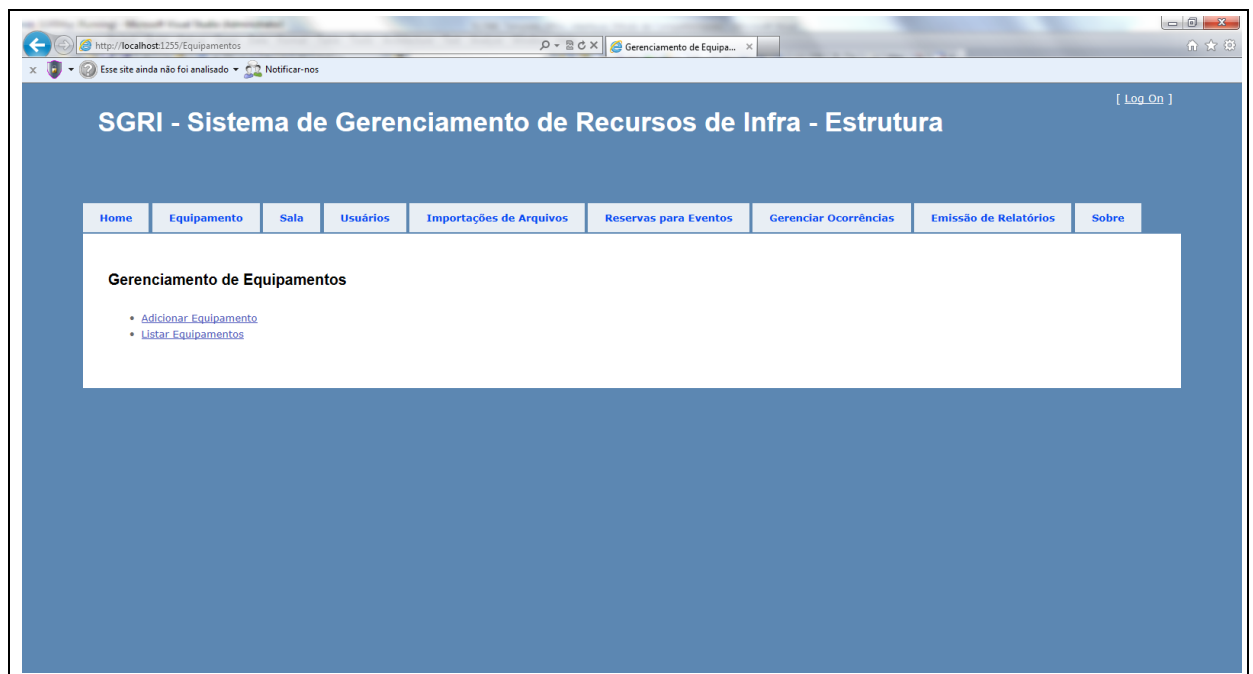 http://localhost:1255/Equipamentos
Gerenciamento de Equipa...
Esse site ainda não foi analisado
Notificar-nos
[ Log On ]
SGRI - Sistema de Gerenciamento de Recursos de Infra - Estrutura
Home Equipamento Sala Usuários Importações de Arquivos Reservas para Eventos Gerenciar Ocorrências Emissão de Relatórios Sobre
Gerenciamento de Equipamentos
Adicionar Equipamento
Listar Equipamentos